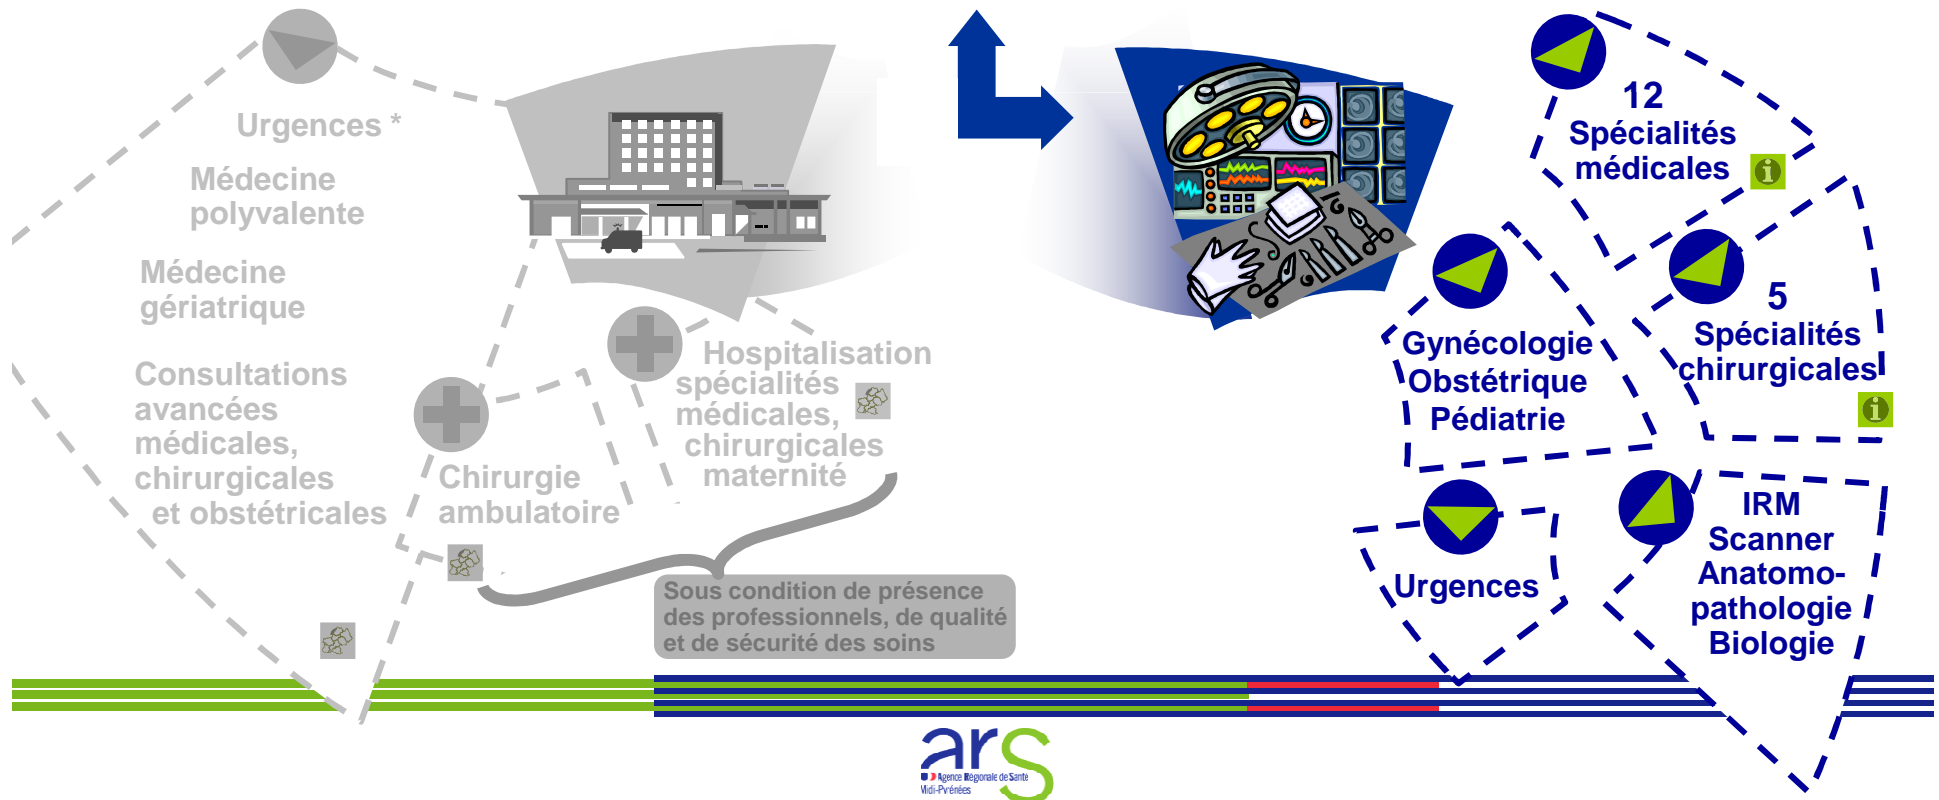 Urgences *
Médecine
polyvalente
Médecine
gériatrique
Consultations
avancées
médicales,
chirurgicales
et obstétricales
Chirurgie
ambulatoire
Hospitalisation
spécialités
médicales,
chirurgicales
maternité
Sous condition de présence
des professionnels, de qualité
et de sécurité des soins
12
Spécialités
médicales
5
Spécialités
chirurgicales
Gynécologie
Obstétrique
Pédiatrie
Urgences
IRM
Scanner
Anatomo-
pathologie
Biologie
ars
Agence Régionale de Santé
Midi-Pyrénées